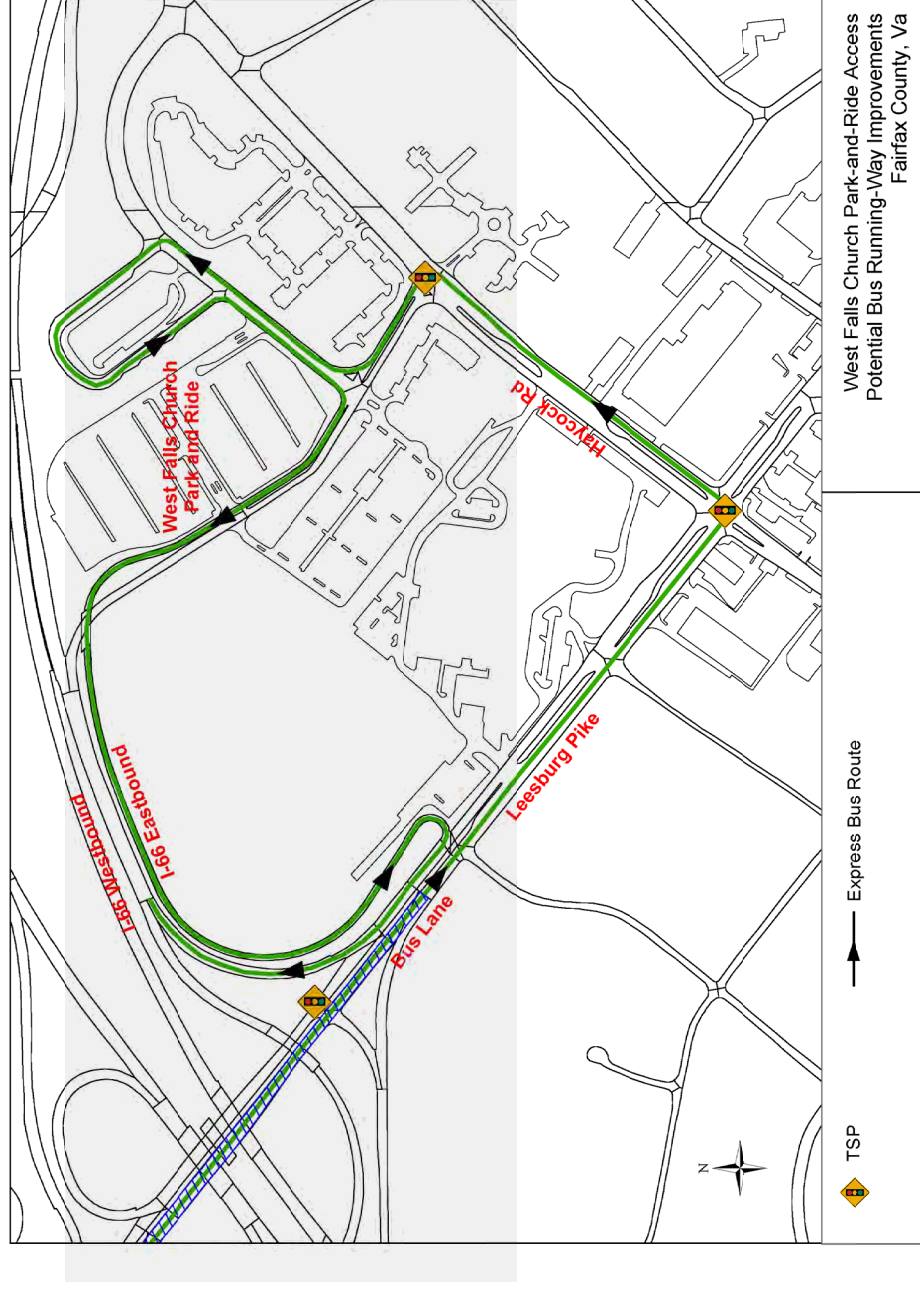 West Falls Church
Park and Ride
Haycock Rd
I-66 Westbound
I-66 Eastbound
Leesburg Pike
Bus Lane
N
TSP
Express Bus Route
West Falls Church Park-and-Ride Access
Potential Bus Running-Way Improvements
Fairfax County, Va